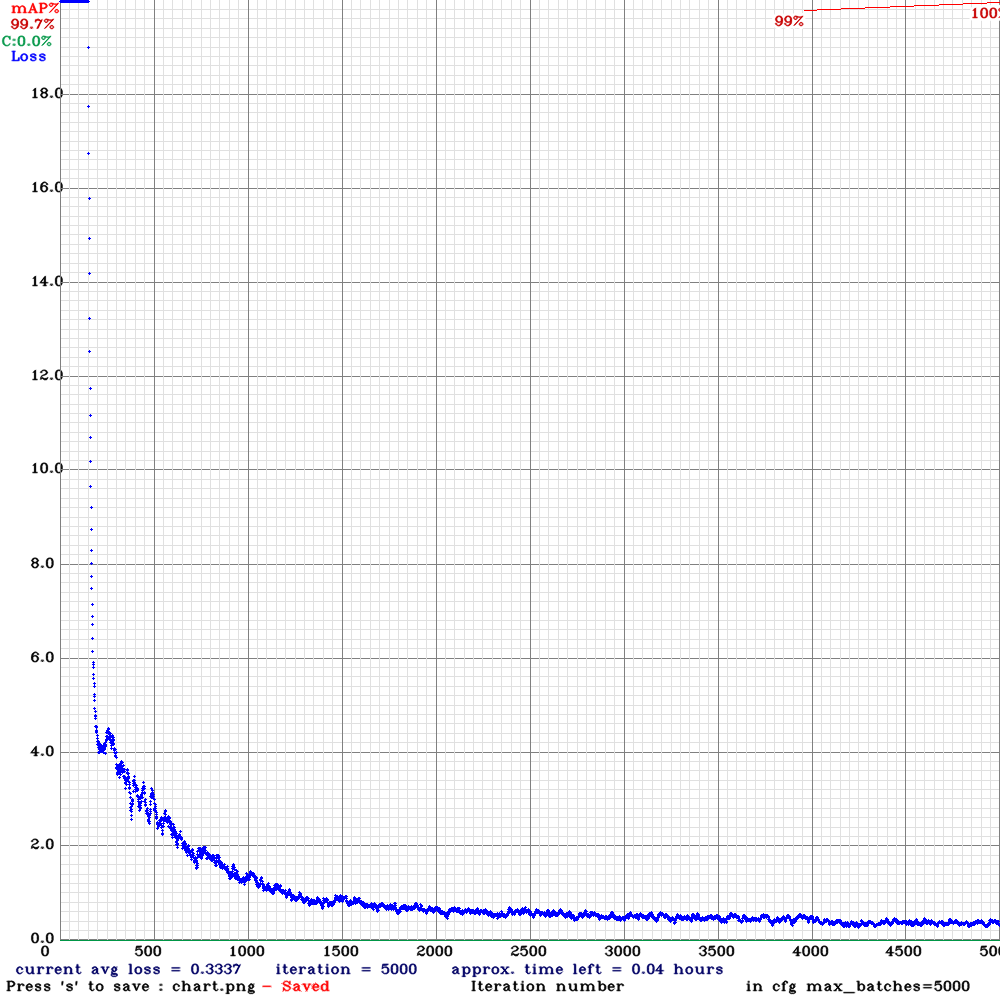 mAP%
99.7%
C:0.0%
Loss
99%
100
18.0
16.0
14.0
12.0
10.0
8.0
6.0
4.0
2.0
0.0
0 500 1000 1500 2000 2500 3000 3500 4000 4500 500
current avg loss = 0.3337 iteration = 5000 approx. time left = 0.04 hours
Press 's' to save : chart.png - Saved Iteration number in cfg max_batches=5000